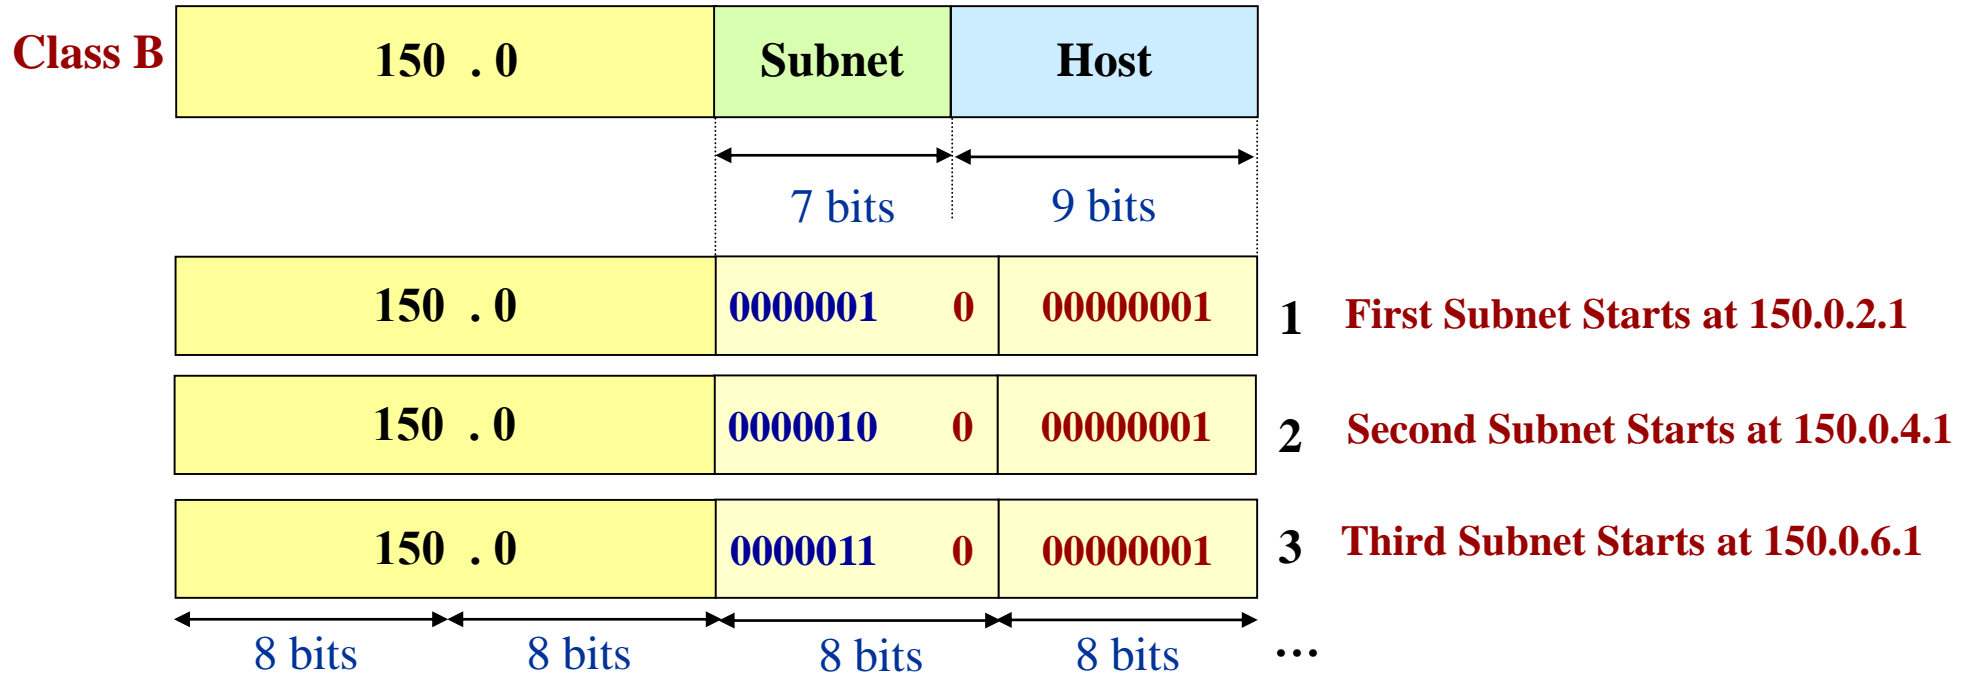 Class B 150 . 0 Subnet Host
7 bits 9 bits
150 . 0 0000001 0 00000001 1 First Subnet Starts at 150.0.2.1
150 . 0 0000010 0 00000001 2 Second Subnet Starts at 150.0.4.1
150 . 0 0000011 0 00000001 3 Third Subnet Starts at 150.0.6.1
8 bits 8 bits 8 bits 8 bits ...